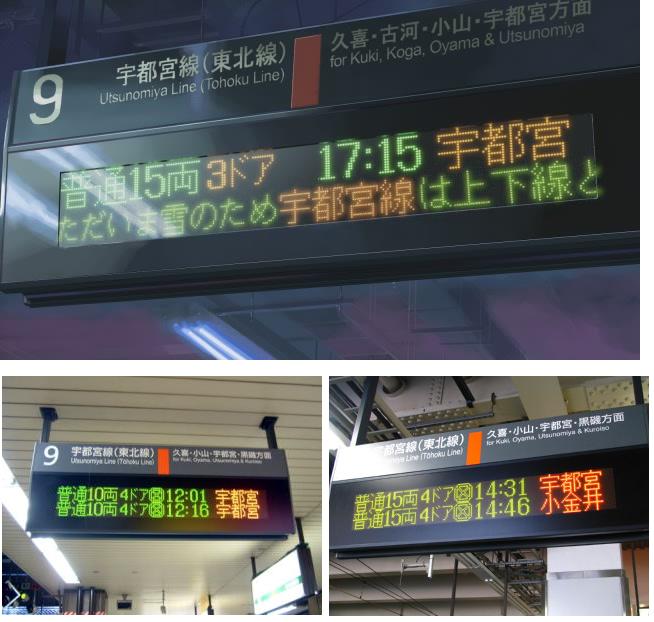 9 宇都宮線(東北線)
Utsunomiya Line (Tohoku Line)
久喜・古河・小山・宇都宮方面
for Kuki, Koga, Oyama & Utsunomiya
普通15両 3ドア 17:15 宇都宮
ただいま雪のため宇都宮線は上下線と
9 宇都宮線(東北線)
Utsunomiya Line (Tōhoku Line)
久喜・小山・宇都宮・黒磯方面
for Kuki, Oyama, Utsunomiya & Kuroiso
普通10両 4ドア 12:01 宇都宮
普通10両 4ドア 12:16 宇都宮
宇都宮線(東北線)
Utsunomiya Line (Tōhoku Line)
久喜・小山・宇都宮・黒磯方面
for Kuki, Oyama, Utsunomiya & Kuroiso
普通15両 4ドア 14:31 宇都宮
普通15両 4ドア 14:46 小金井